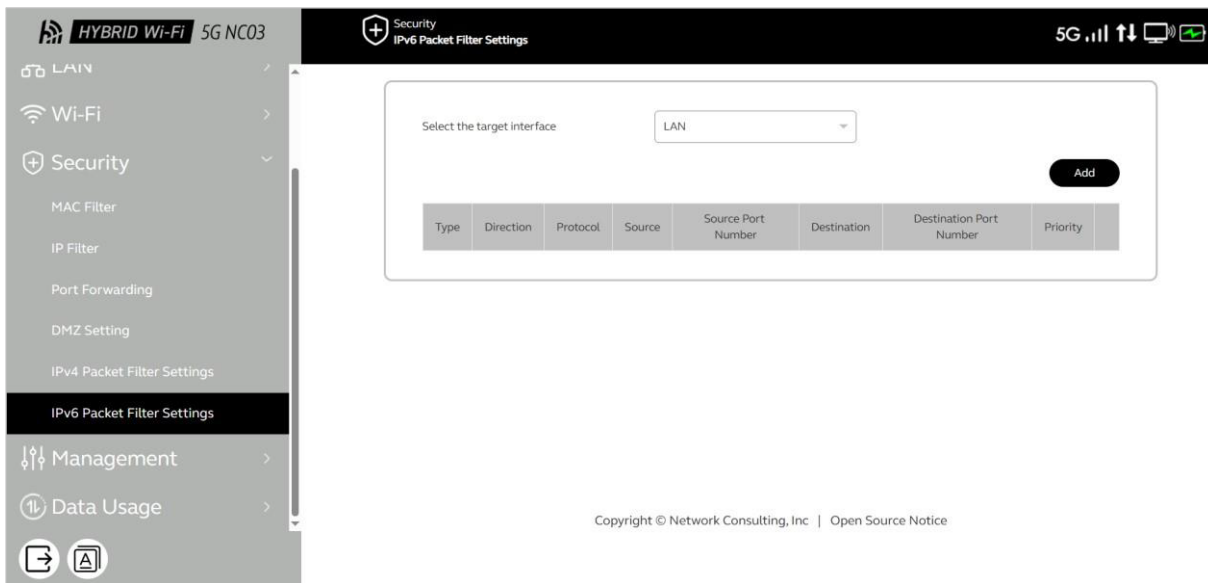 HYBRID Wi-Fi 5G NC03
Security
IPv6 Packet Filter Settings
5G
LAN
Wi-Fi
Security
MAC Filter
IP Filter
Port Forwarding
DMZ Setting
IPv4 Packet Filter Settings
IPv6 Packet Filter Settings
Management
Data Usage
A
Select the target interface LAN
Add
Type Direction Protocol Source Source Port Number Destination Destination Port Number Priority
Copyright © Network Consulting, Inc | Open Source Notice